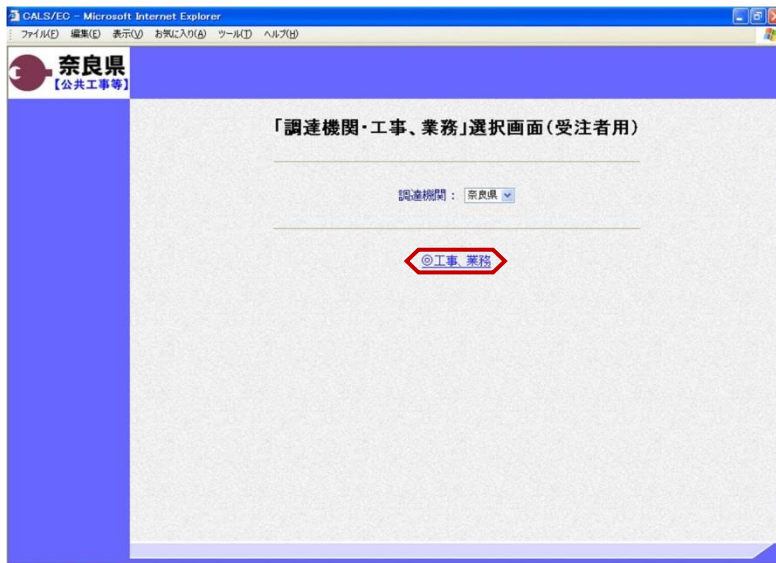 CALS/EC - Microsoft Internet Explorer
ファイル(F) 編集(E) 表示(V) お気に入り(A) ツール(T) ヘルプ(H)
奈良県
【公共工事等】
「調達機関・工事、業務」選択画面(受注者用)
調達機関： 奈良県
◎工事、業務